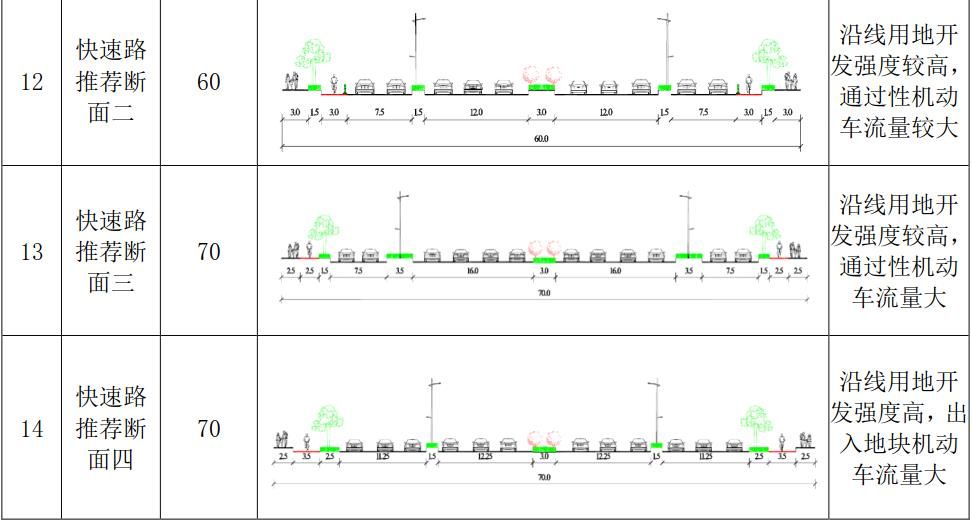 12
快速路
推荐断
面二
60
3.0 1.5 3.0 7.5 1.5 12.0 3.0 12.0 1.5 7.5 3.0 1.5 3.0
60.0
沿线用地开
发强度较高，
通过性机动
车流量较大
13
快速路
推荐断
面三
70
2.5 2.5 1.5 7.5 3.5 16.0 3.0 16.0 3.5 7.5 1.5 2.5 2.5
70.0
沿线用地开
发强度较高，
通过性机动
车流量大
14
快速路
推荐断
面四
70
2.5 3.5 2.5 11.25 1.5 12.25 3.0 12.25 1.5 11.25 2.5 3.5 2.5
70.0
沿线用地开
发强度高，出
入地块机动
车流量大